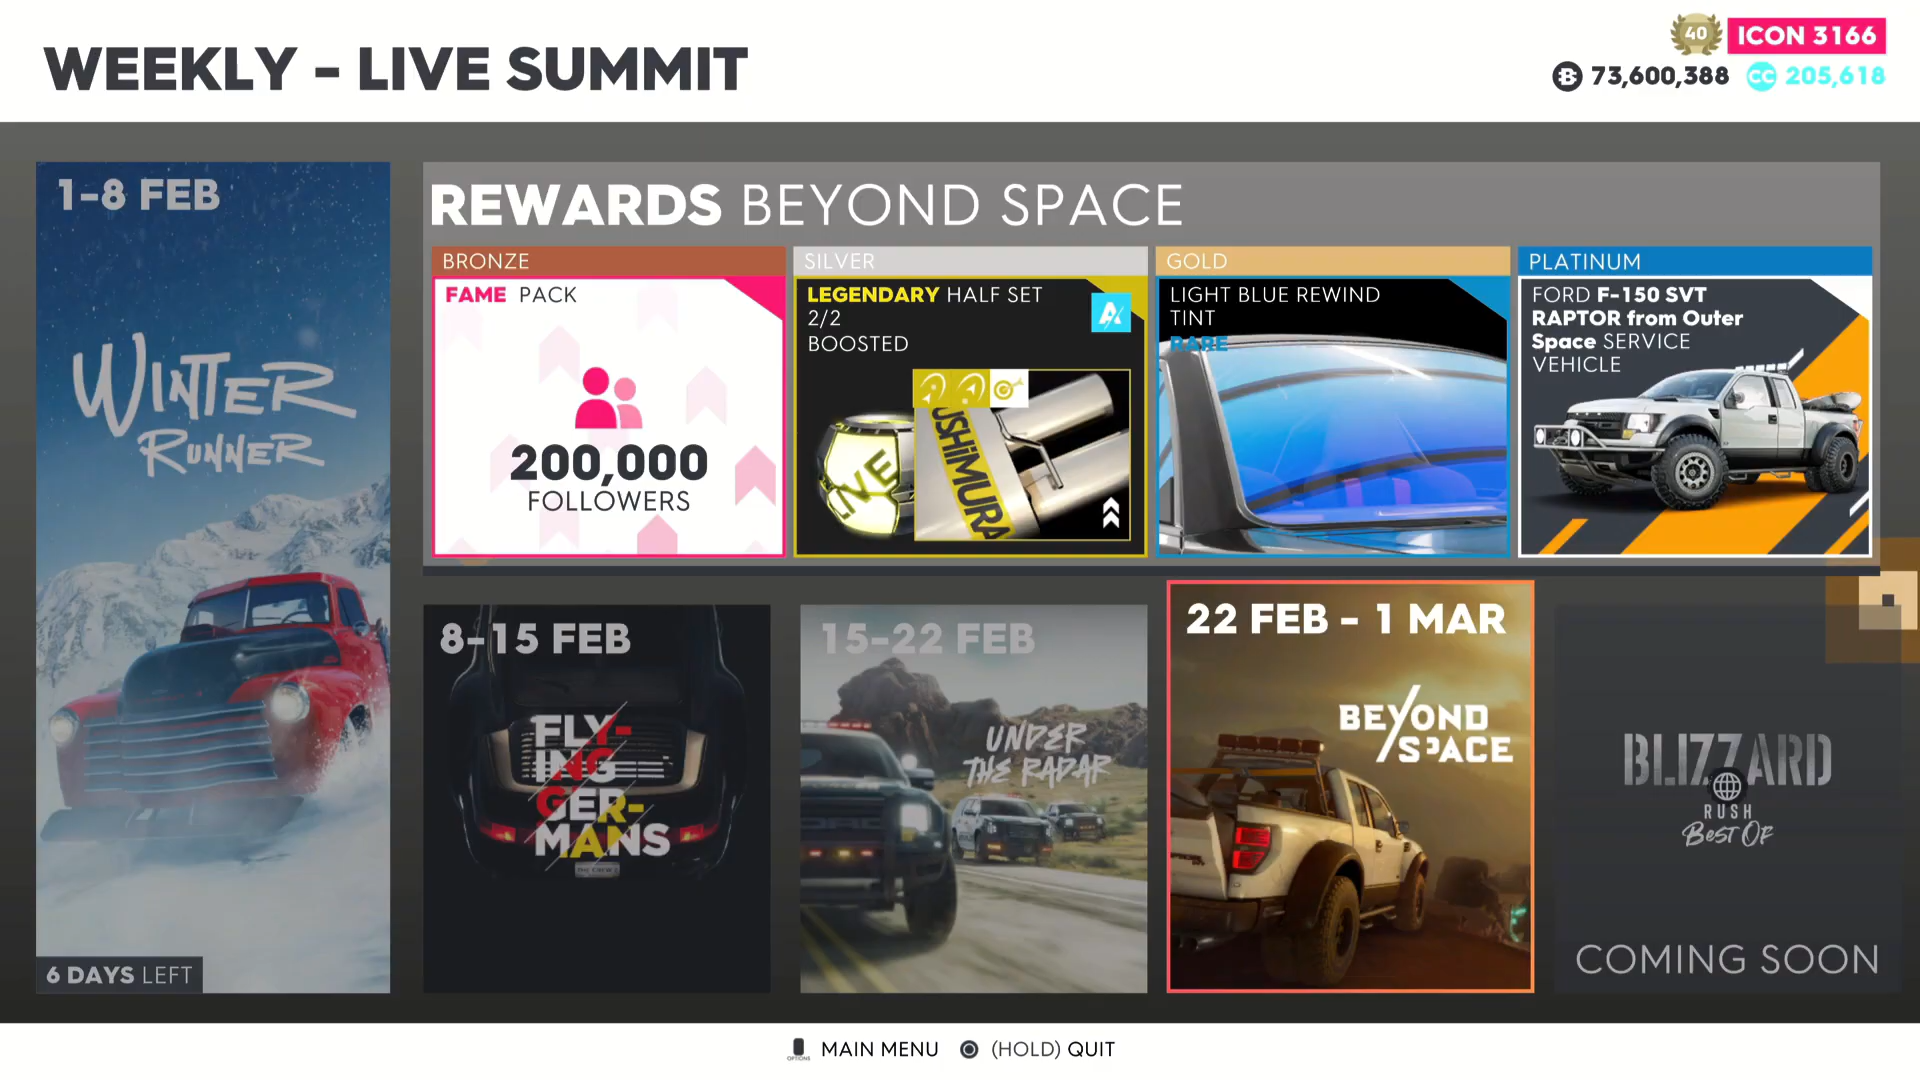 WEEKLY - LIVE SUMMIT
40
ICON 3166
73,600,388
CC 205,618
1-8 FEB
WINTER
RUNNER
6 DAYS LEFT
REWARDS BEYOND SPACE
BRONZE
FAME PACK
200,000
FOLLOWERS
SILVER
LEGENDARY HALF SET
2/2
BOOSTED
LIVE
USHIMURA
GOLD
LIGHT BLUE REWIND
TINT
RARE
PLATINUM
FORD F-150 SVT
RAPTOR from Outer
Space SERVICE
VEHICLE
8-15 FEB
FLY-
ING
GER-
MANS
15-22 FEB
UNDER
THE RADAR
22 FEB - 1 MAR
BEYOND
SPACE
BLIZZARD
RUSH
Best Of
COMING SOON
OPTIONS
MAIN MENU
(HOLD) QUIT